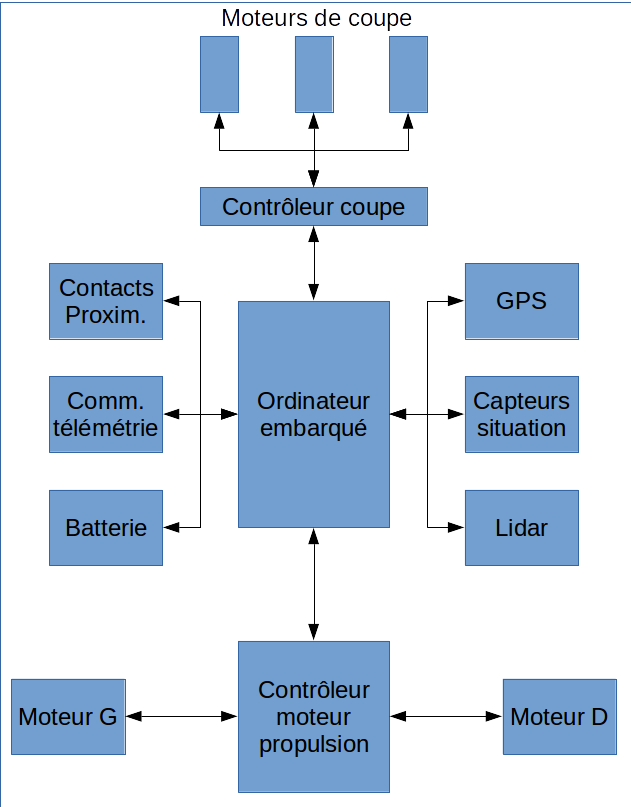 Moteurs de coupe
Contrôleur coupe
Contacts
Proxim.
GPS
Comm.
télémétrie
Ordinateur
embarqué
Capteurs
situation
Batterie
Lidar
Moteur G
Contrôleur
moteur
propulsion
Moteur D